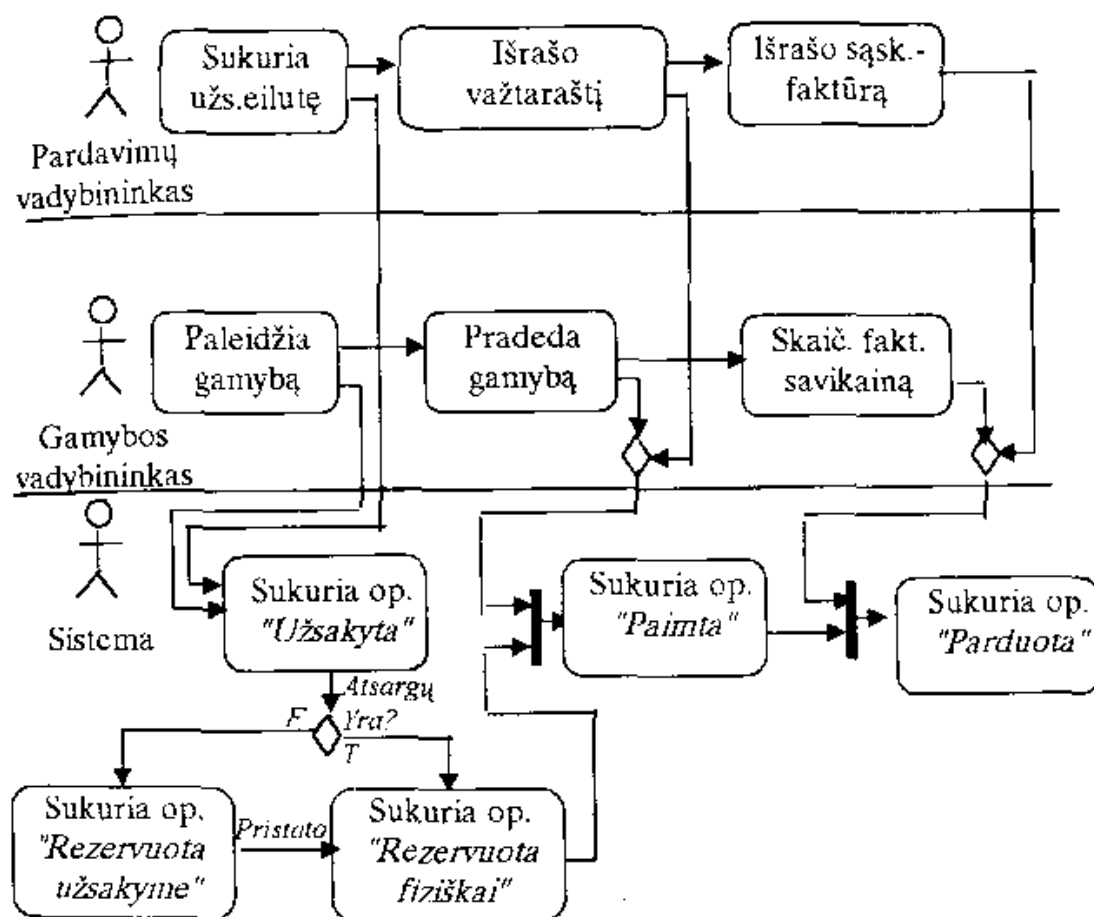 Sukuria
užs.eilutę
Išrašo
važtaraštį
Išrašo sąsk.-
faktūrą
Pardavimų
vadybininkas
Paleidžia
gamybą
Pradeda
gamybą
Skaič. fakt.
savikainą
Gamybos
vadybininkas
Sistema
Sukuria op.
"Užsakyta"
Sukuria op.
"Paimta"
Sukuria op.
"Parduota"
Atsargų
Yra?
F
T
Sukuria op.
"Rezervuota
užsakyme"
Pristato
Sukuria op.
"Rezervuota
fiziškai"